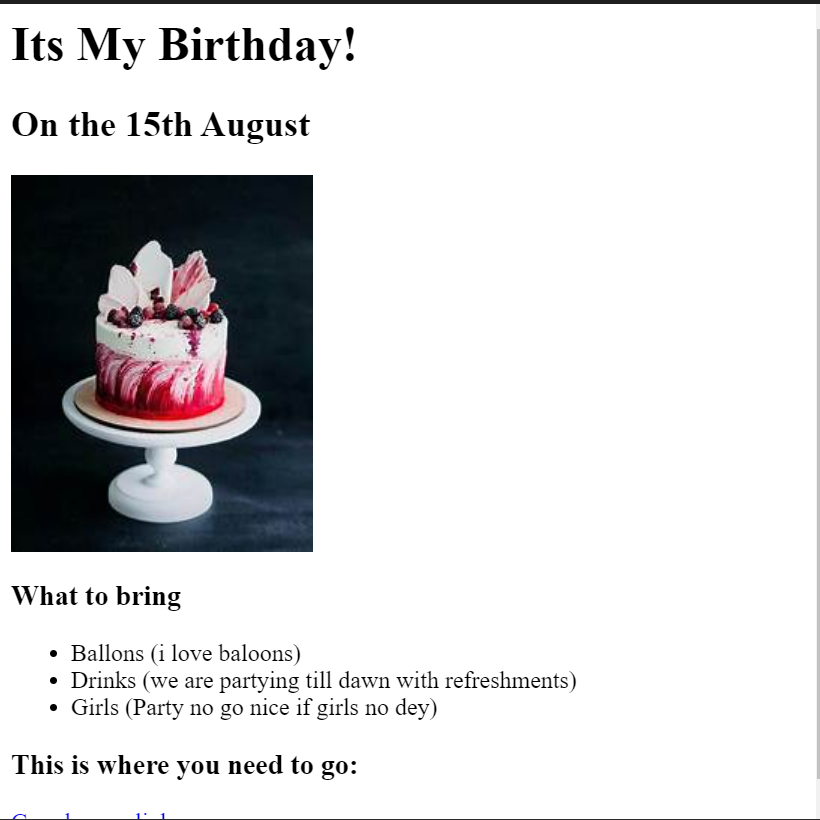 Its My Birthday!
On the 15th August
What to bring
Ballons (i love baloons)
Drinks (we are partying till dawn with refreshments)
Girls (Party no go nice if girls no dey)
This is where you need to go: